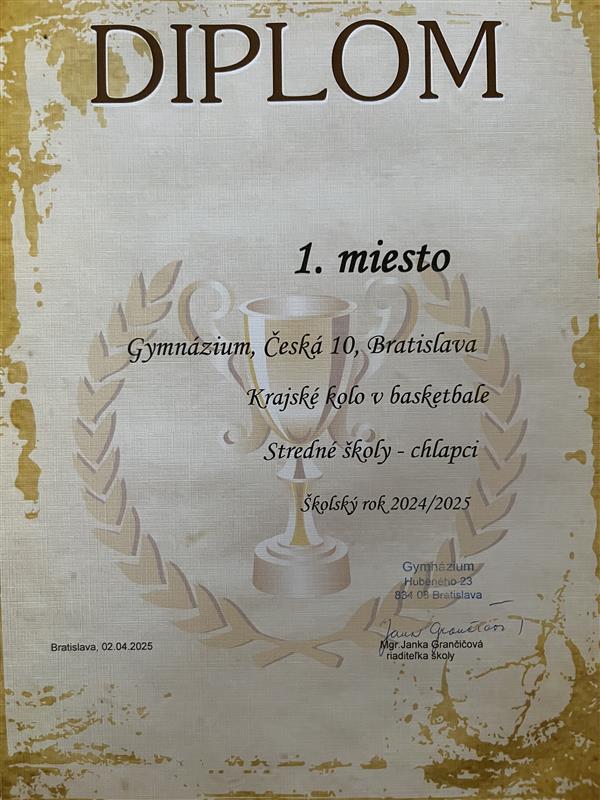 DIPLOM
1. miesto
Gymnázium, Česká 10, Bratislava
Krajské kolo v basketbale
Stredné školy - chlapci
Školský rok 2024/2025
Gymnázium
Hubeného 23
834 08 Bratislava
Bratislava, 02.04.2025
Mgr.Janka Grančičová
riaditeľka školy